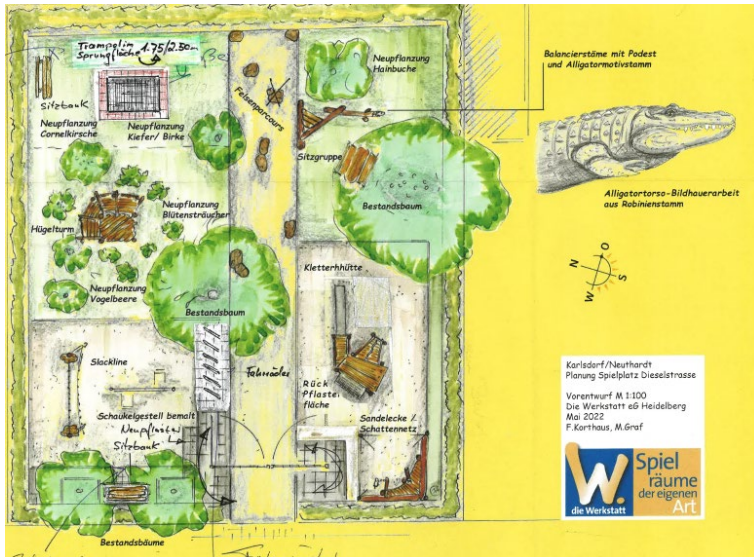 Trampolin
Sprungfläche 1.75/2.50m
Sitzbank
Neupflanzung
Cornelkirsche
Neupflanzung
Kiefer/ Birke
Felsenparcours
Neupflanzung
Hainbuche
Balancierstäme mit Podest
und Alligatormotivstamm
Sitzgruppe
Bestandsbaum
Alligatortorso-Bildhauerarbeit
aus Robinienstamm
Hügelturm
Neupflanzung
Blütensträucher
Neupflanzung
Vogelbeere
Bestandsbaum
Kletterhhütte
N
O
S
W
Slackline
Schaukelgestell bemalt
Neupflaster
Sitzbank
Fahrräder
Rück
Pflaster
fläche
Sandelecke /
Schattennetz
Bestandsbäume
Karlsdorf/Neuthardt
Planung Spielplatz Dieselstrasse
Vorentwurf M 1:100
Die Werkstatt eG Heidelberg
Mai 2022
F.Korthaus, M.Graf
W.
die Werkstatt
Spiel
räume
der eigenen
Art